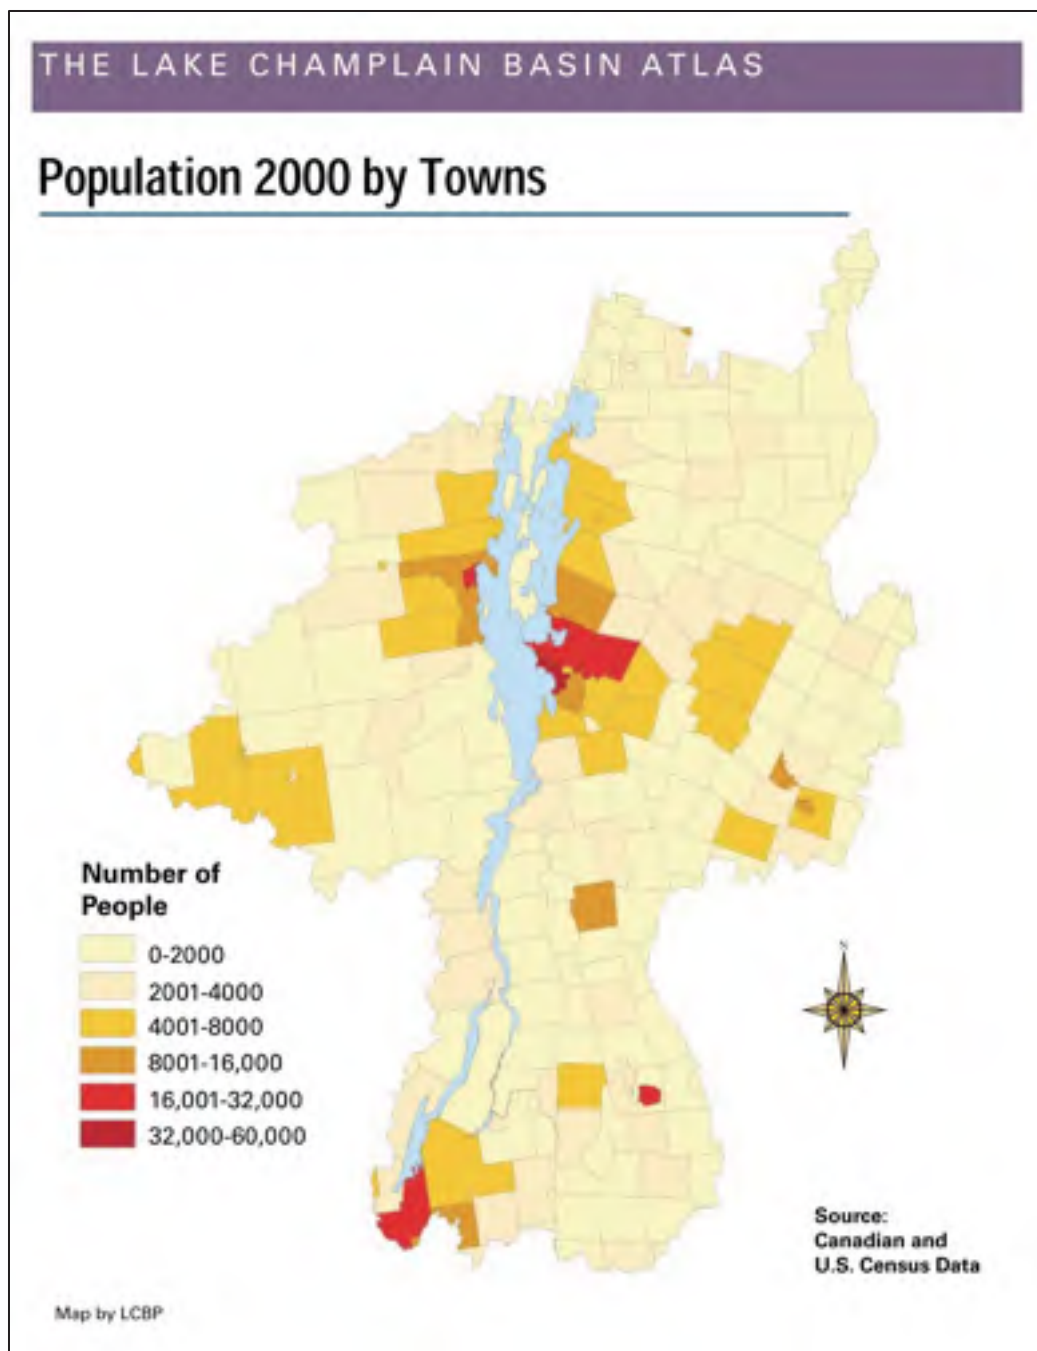 THE LAKE CHAMPLAIN BASIN ATLAS
Population 2000 by Towns
Number of
People
0-2000
2001-4000
4001-8000
8001-16,000
16,001-32,000
32,000-60,000
N
Source:
Canadian and
U.S. Census Data
Map by LCBP